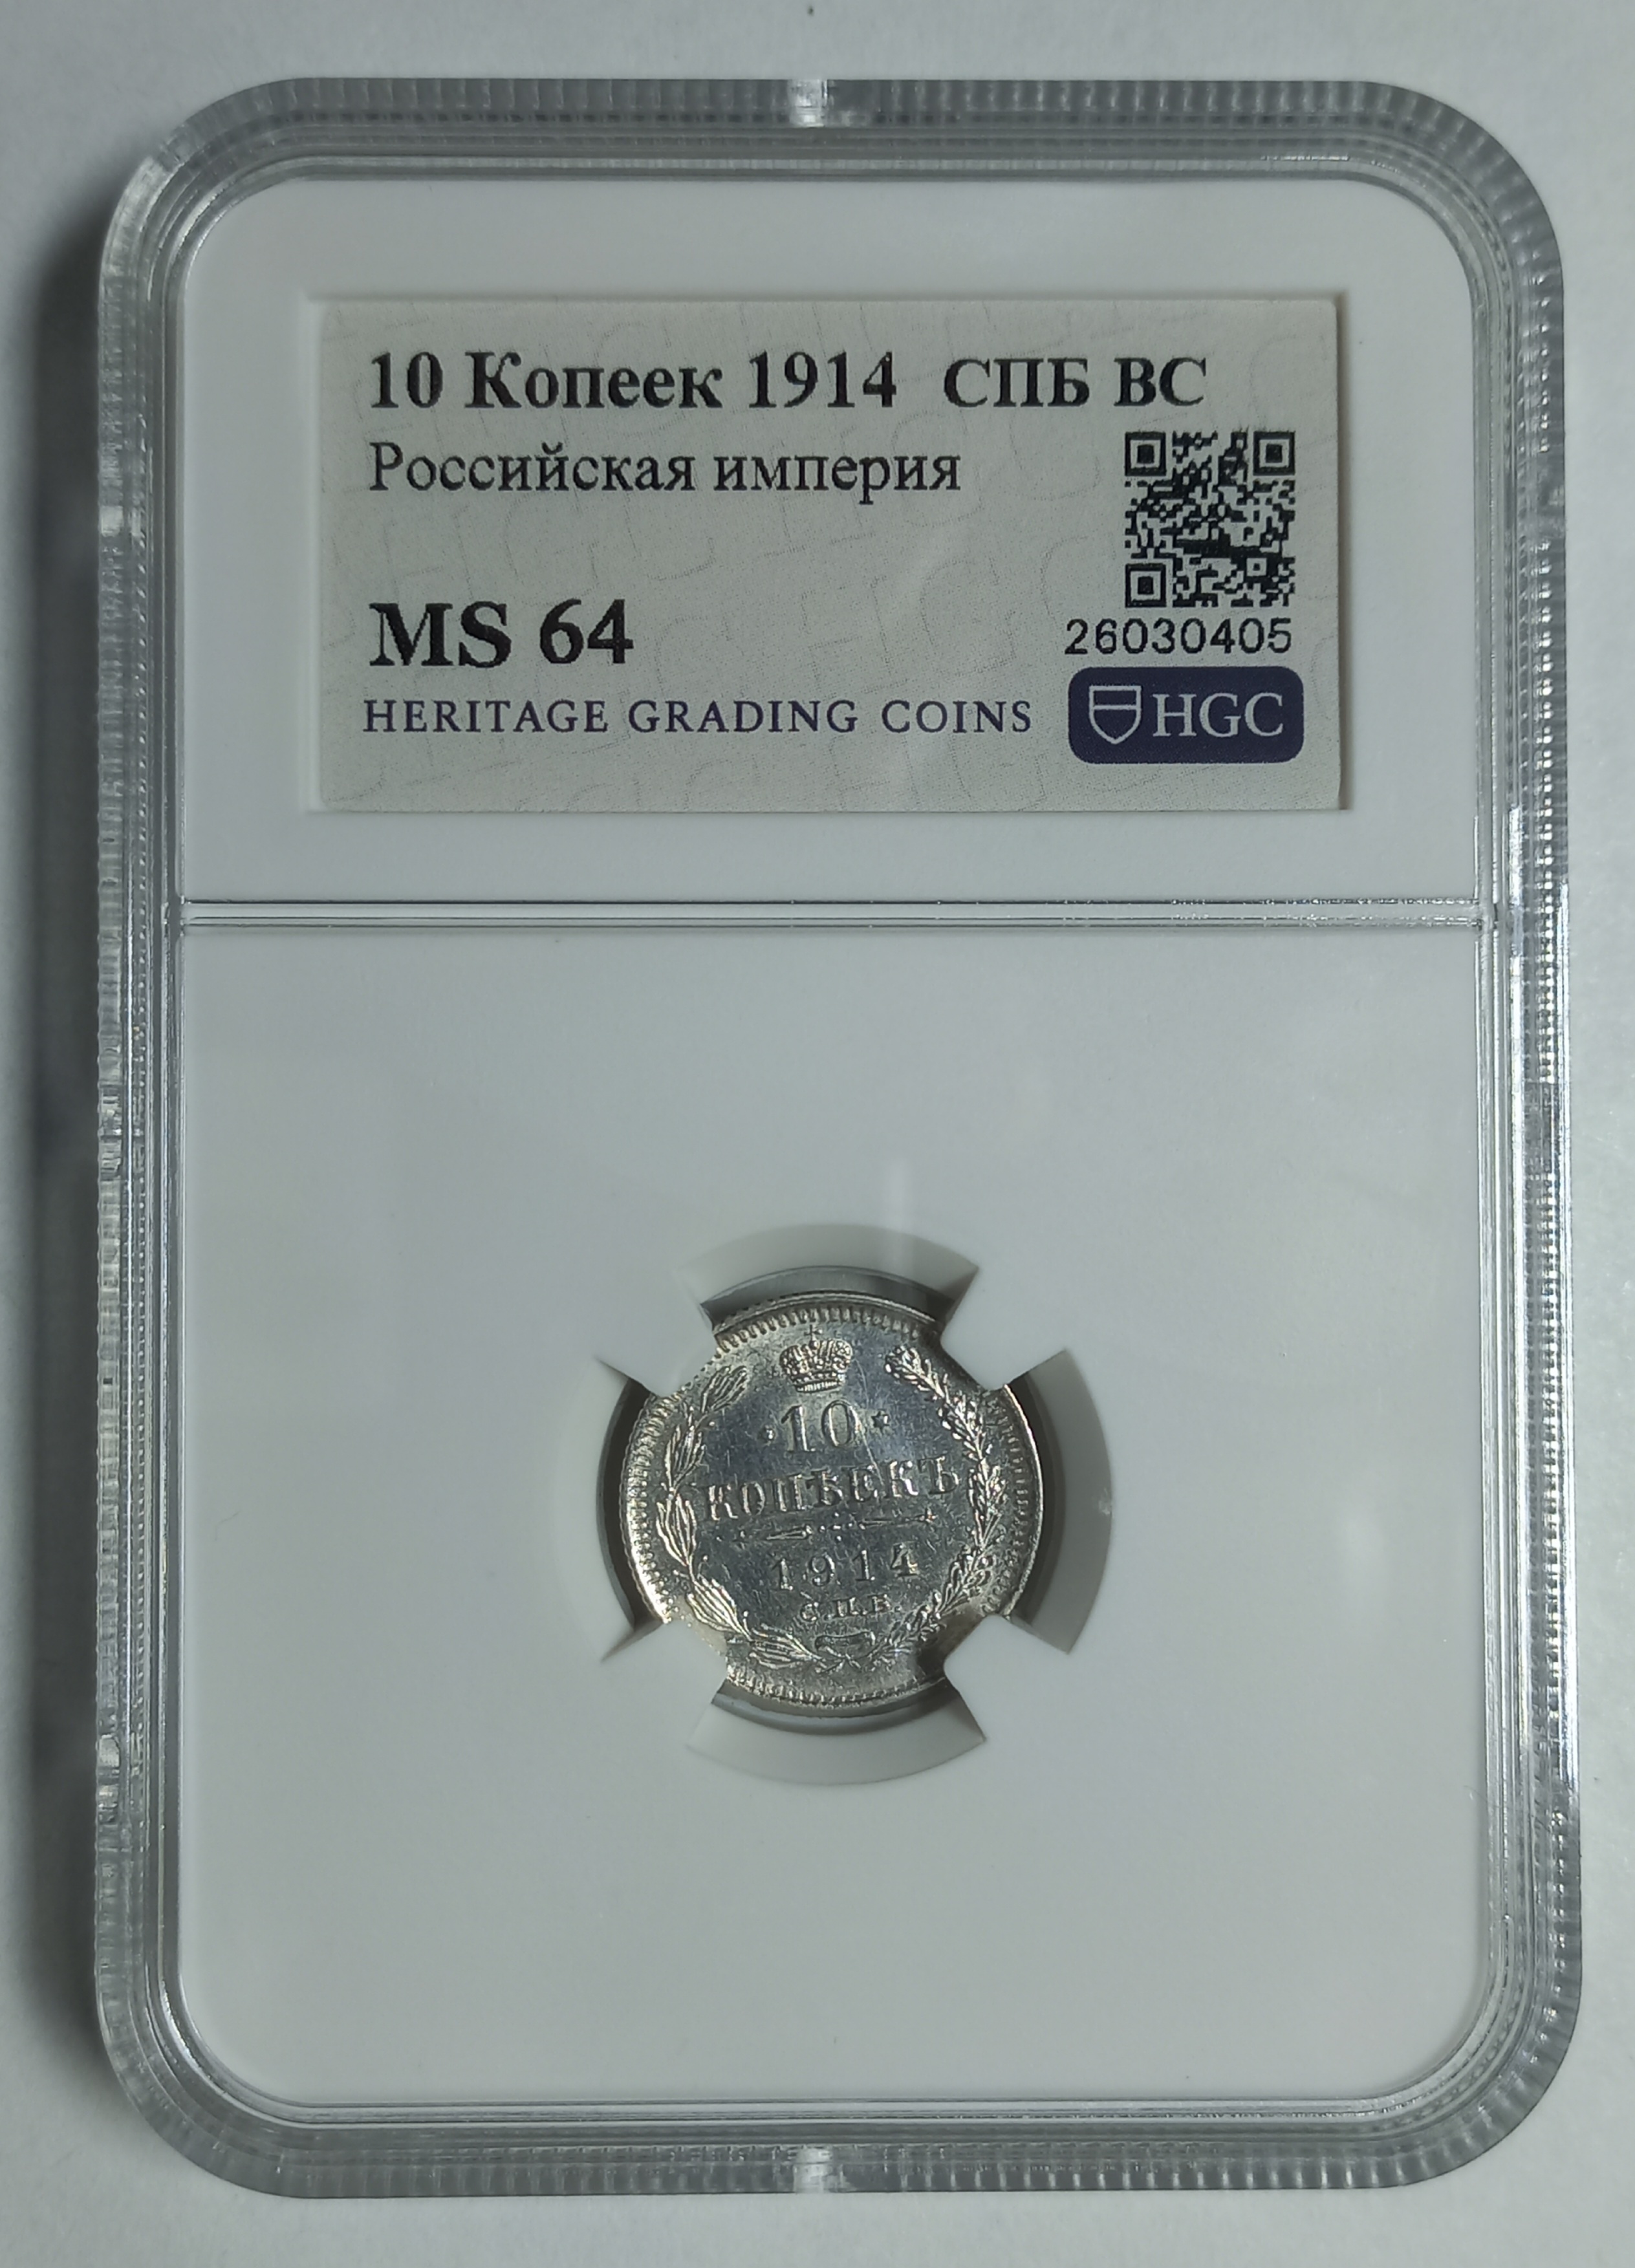 10 Копеек 1914 СПБ ВС
Российская империя
MS 64
26030405
HERITAGE GRADING COINS
HGC
·10·
КОПѢЕКЪ
1914
С.П.Б.